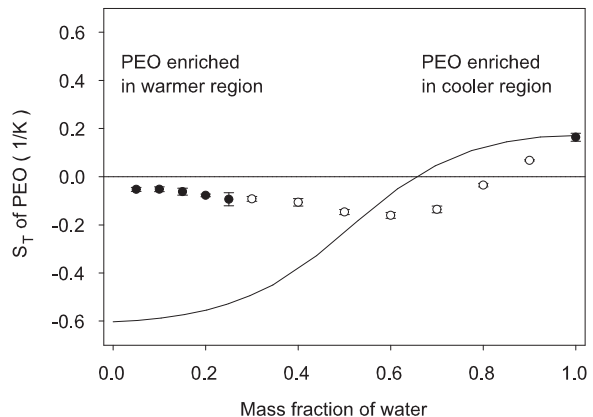 0.6
PEO enriched
in warmer region
PEO enriched
in cooler region
0.4
0.2
0.0
-0.2
-0.4
-0.6
S_T of PEO ( 1/K )
0.0 0.2 0.4 0.6 0.8 1.0
Mass fraction of water